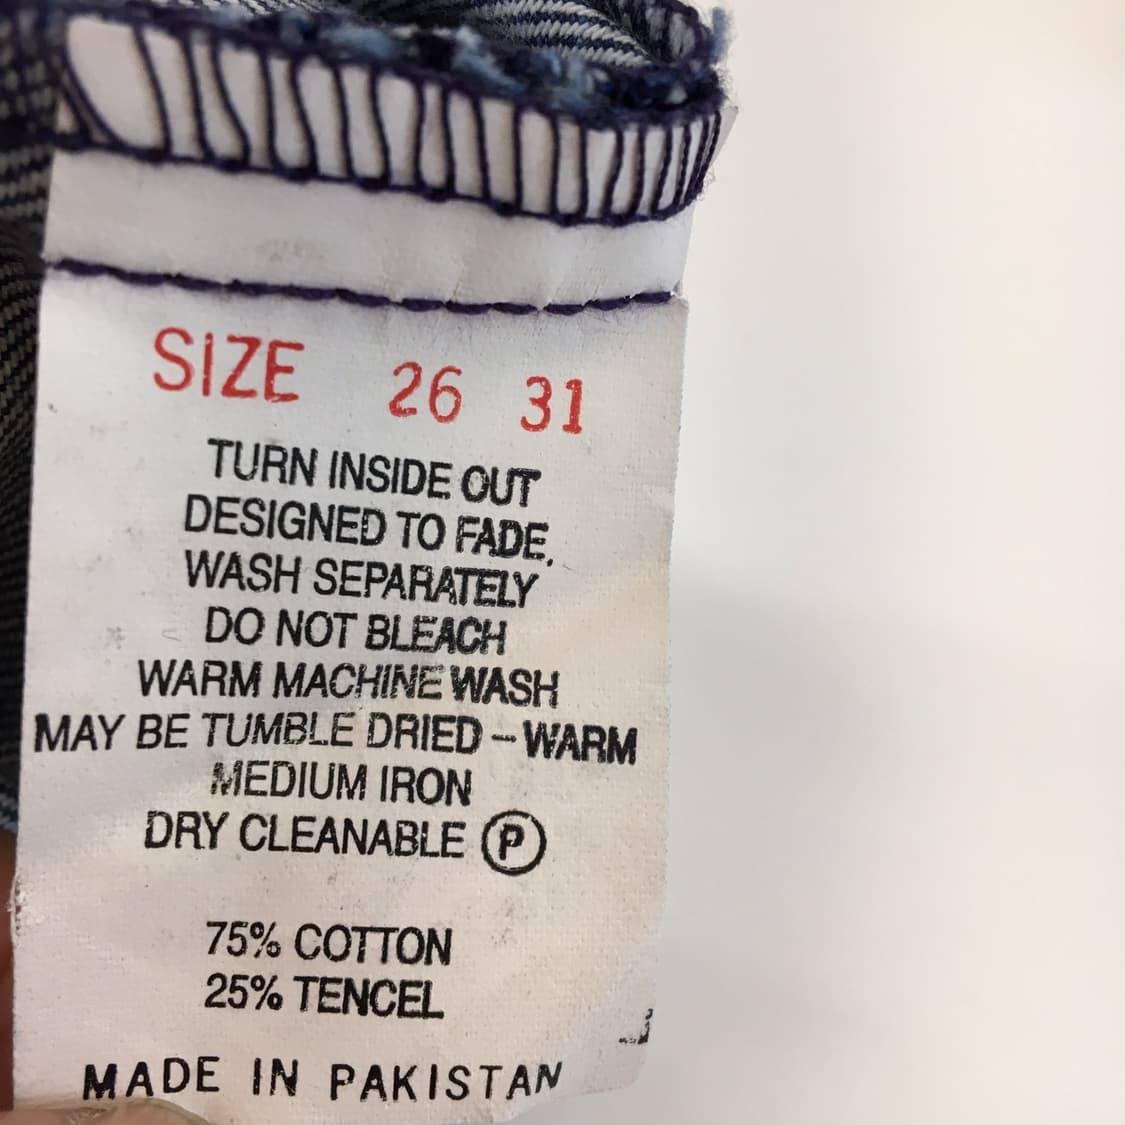 SIZE 26 31
TURN INSIDE OUT
DESIGNED TO FADE.
WASH SEPARATELY
DO NOT BLEACH
WARM MACHINE WASH
MAY BE TUMBLE DRIED – WARM
MEDIUM IRON
DRY CLEANABLE Ⓟ
75% COTTON
25% TENCEL
MADE IN PAKISTAN